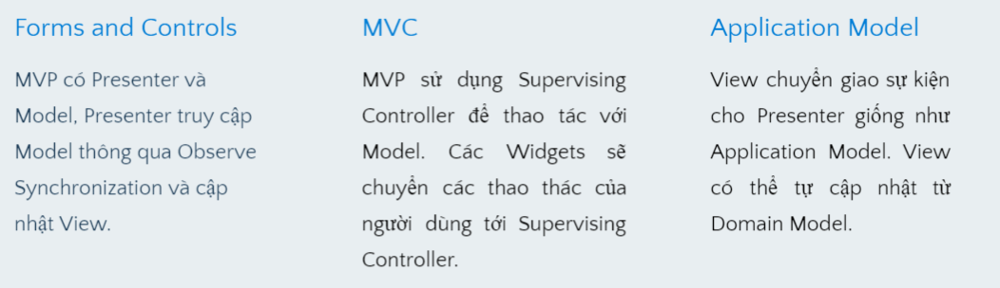 Forms and Controls
MVP có Presenter và
Model, Presenter truy cập
Model thông qua Observe
Synchronization và cập
nhật View.
MVC
MVP sử dụng Supervising
Controller để thao tác với
Model. Các Widgets sẽ
chuyển các thao thác của
người dùng tới Supervising
Controller.
Application Model
View chuyển giao sự kiện
cho Presenter giống như
Application Model. View
có thể tự cập nhật từ
Domain Model.